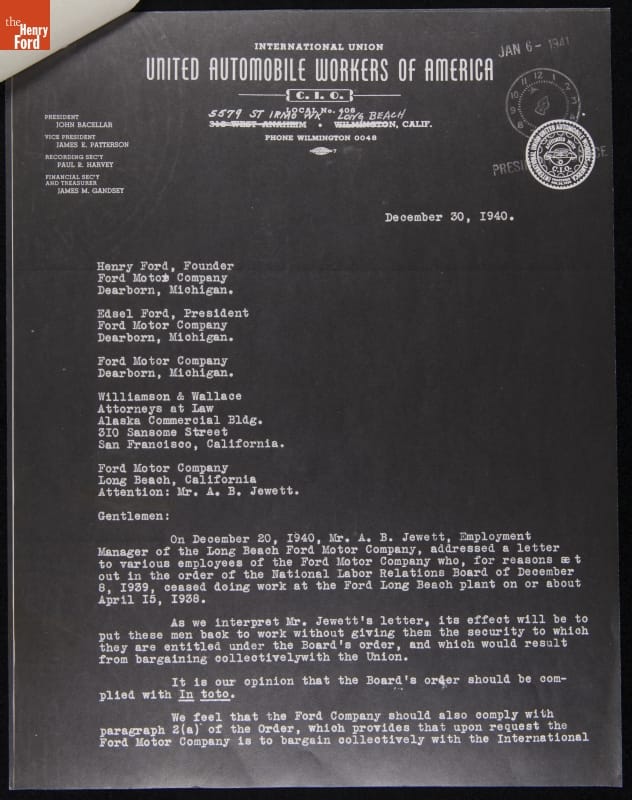 the
Henry
Ford
INTERNATIONAL UNION
UNITED AUTOMOBILE WORKERS OF AMERICA
C. I. O.
LOCAL No. 406
5579 ST IRMO WK LONG BEACH
316 WEST ANAHEIM • WILMINGTON, CALIF.
PHONE WILMINGTON 0048
7
JAN 6 - 1941
PRESIDENT
JOHN BACELLAR
VICE PRESIDENT
JAMES E. PATTERSON
RECORDING SEC'Y
PAUL R. HARVEY
FINANCIAL SEC'Y
AND TREASURER
JAMES M. GANDSEY
December 30, 1940.
Henry Ford, Founder
Ford Motor Company
Dearborn, Michigan.
Edsel Ford, President
Ford Motor Company
Dearborn, Michigan.
Ford Motor Company
Dearborn, Michigan.
Williamson & Wallace
Attorneys at Law
Alaska Commercial Bldg.
310 Sansome Street
San Francisco, California.
Ford Motor Company
Long Beach, California
Attention: Mr. A. B. Jewett.
Gentlemen:
On December 20, 1940, Mr. A. B. Jewett, Employment
Manager of the Long Beach Ford Motor Company, addressed a letter
to various employees of the Ford Motor Company who, for reasons set
out in the order of the National Labor Relations Board of December
8, 1939, ceased doing work at the Ford Long Beach plant on or about
April 15, 1938.
As we interpret Mr. Jewett's letter, its effect will be to
put these men back to work without giving them the security to which
they are entitled under the Board's order, and which would result
from bargaining collectivelywith the Union.
It is our opinion that the Board's order should be com-
plied with In toto.
We feel that the Ford Company should also comply with
paragraph 2(a) of the Order, which provides that upon request the
Ford Motor Company is to bargain collectively with the International